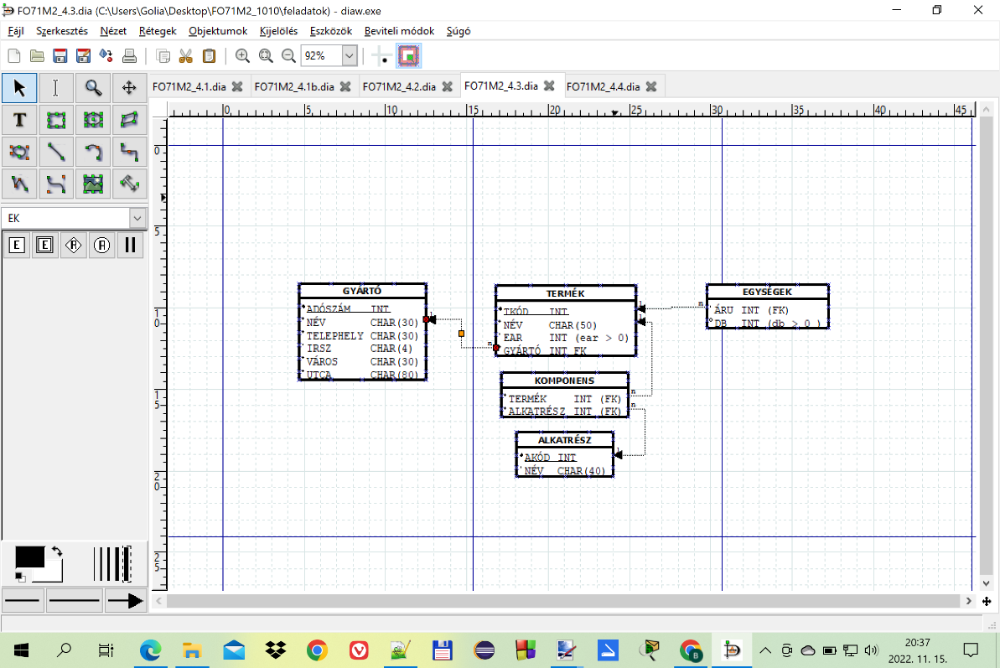 FO71M2_4.3.dia (C:\Users\Golia\Desktop\FO71M2_1010\feladatok) - diaw.exe
Fájl Szerkesztés Nézet Rétegek Objektumok Kijelölés Eszközök Beviteli módok Súgó
92%
FO71M2_4.1.dia FO71M2_4.1b.dia FO71M2_4.2.dia FO71M2_4.3.dia FO71M2_4.4.dia
0 5 10 15 20 25 30 35 40 45
0
5
10
15
20
25
T
EK
E E R A
GYÁRTÓ
ADÓSZÁM INT
NÉV CHAR(30)
TELEPHELY CHAR(30)
IRSZ CHAR(4)
VÁROS CHAR(30)
UTCA CHAR(80)
1
n
TERMÉK
TKÓD INT
NÉV CHAR(50)
EAR INT (ear > 0)
GYÁRTÓ INT FK
1
n
EGYSÉGEK
ÁRU INT (FK)
DB INT (db > 0 )
KOMPONENS
TERMÉK INT (FK)
ALKATRÉSZ INT (FK)
n
n
ALKATRÉSZ
AKÓD INT
NÉV CHAR(40)
20:37
2022. 11. 15.